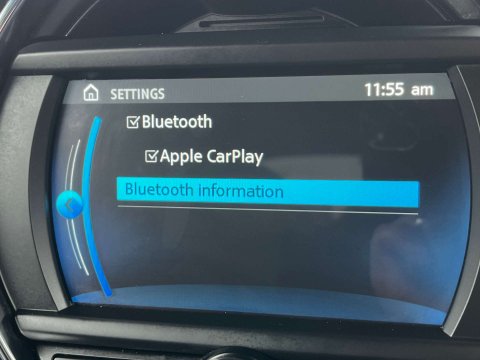 SETTINGS 11:55 am
Bluetooth
Apple CarPlay
Bluetooth information